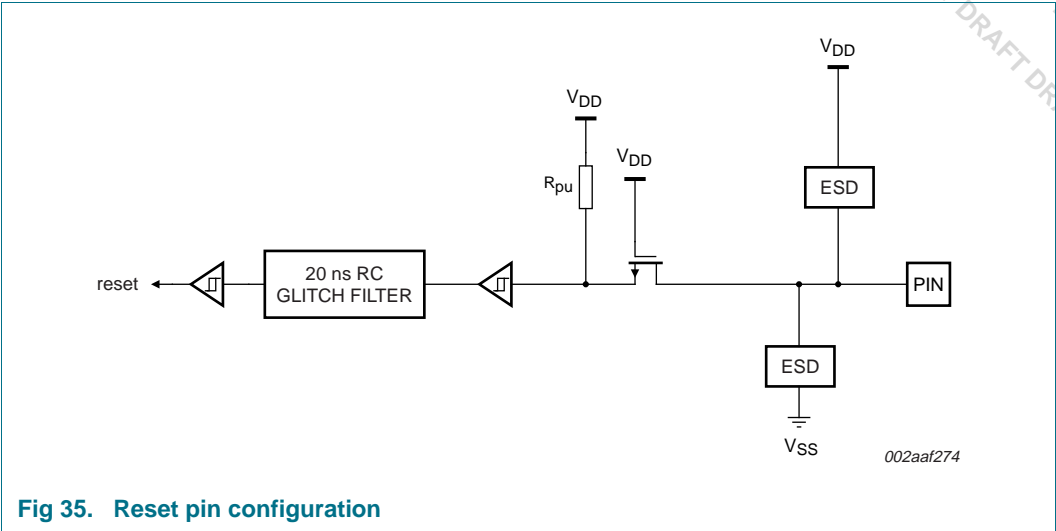 DRAFT DRA
VDD
VDD
VDD
Rpu
ESD
reset
20 ns RC
GLITCH FILTER
PIN
ESD
VSS
002aaf274
Fig 35. Reset pin configuration